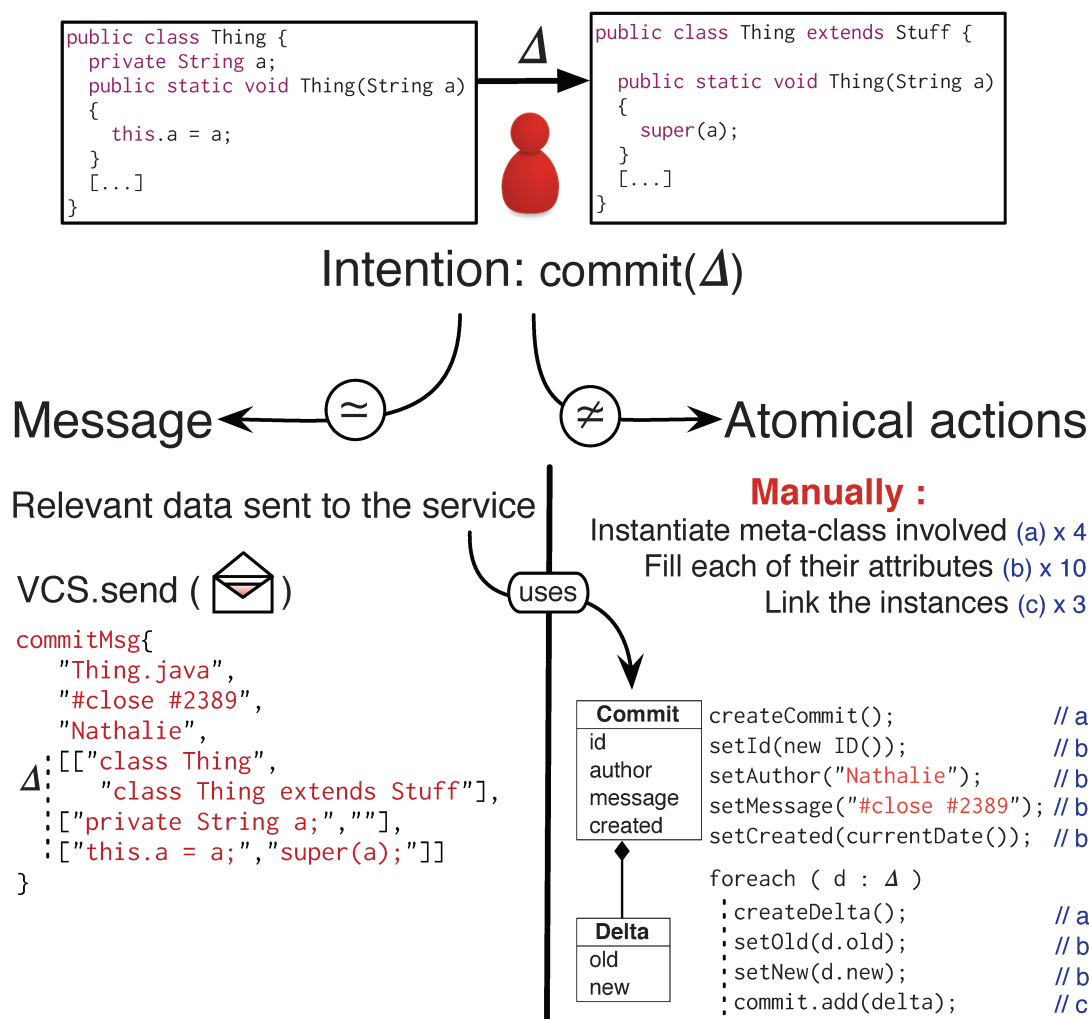 public class Thing {
private String a;
public static void Thing(String a)
{
this.a = a;
}
[...]
}
Δ
public class Thing extends Stuff {
public static void Thing(String a)
{
super(a);
}
[...]
}
Intention: commit(Δ)
≃
≠
Message
Atomical actions
Relevant data sent to the service
VCS.send ( )
commitMsg{
"Thing.java",
"#close #2389",
"Nathalie",
Δ
[["class Thing",
"class Thing extends Stuff"],
["private String a;",""],
["this.a = a;","super(a);"]]
}
uses
Manually :
Instantiate meta-class involved (a) x 4
Fill each of their attributes (b) x 10
Link the instances (c) x 3
Commit
id
author
message
created
Delta
old
new
createCommit(); // a
setId(new ID()); // b
setAuthor("Nathalie"); // b
setMessage("#close #2389"); // b
setCreated(currentDate()); // b
foreach ( d : Δ )
createDelta(); // a
setOld(d.old); // b
setNew(d.new); // b
commit.add(delta); // c